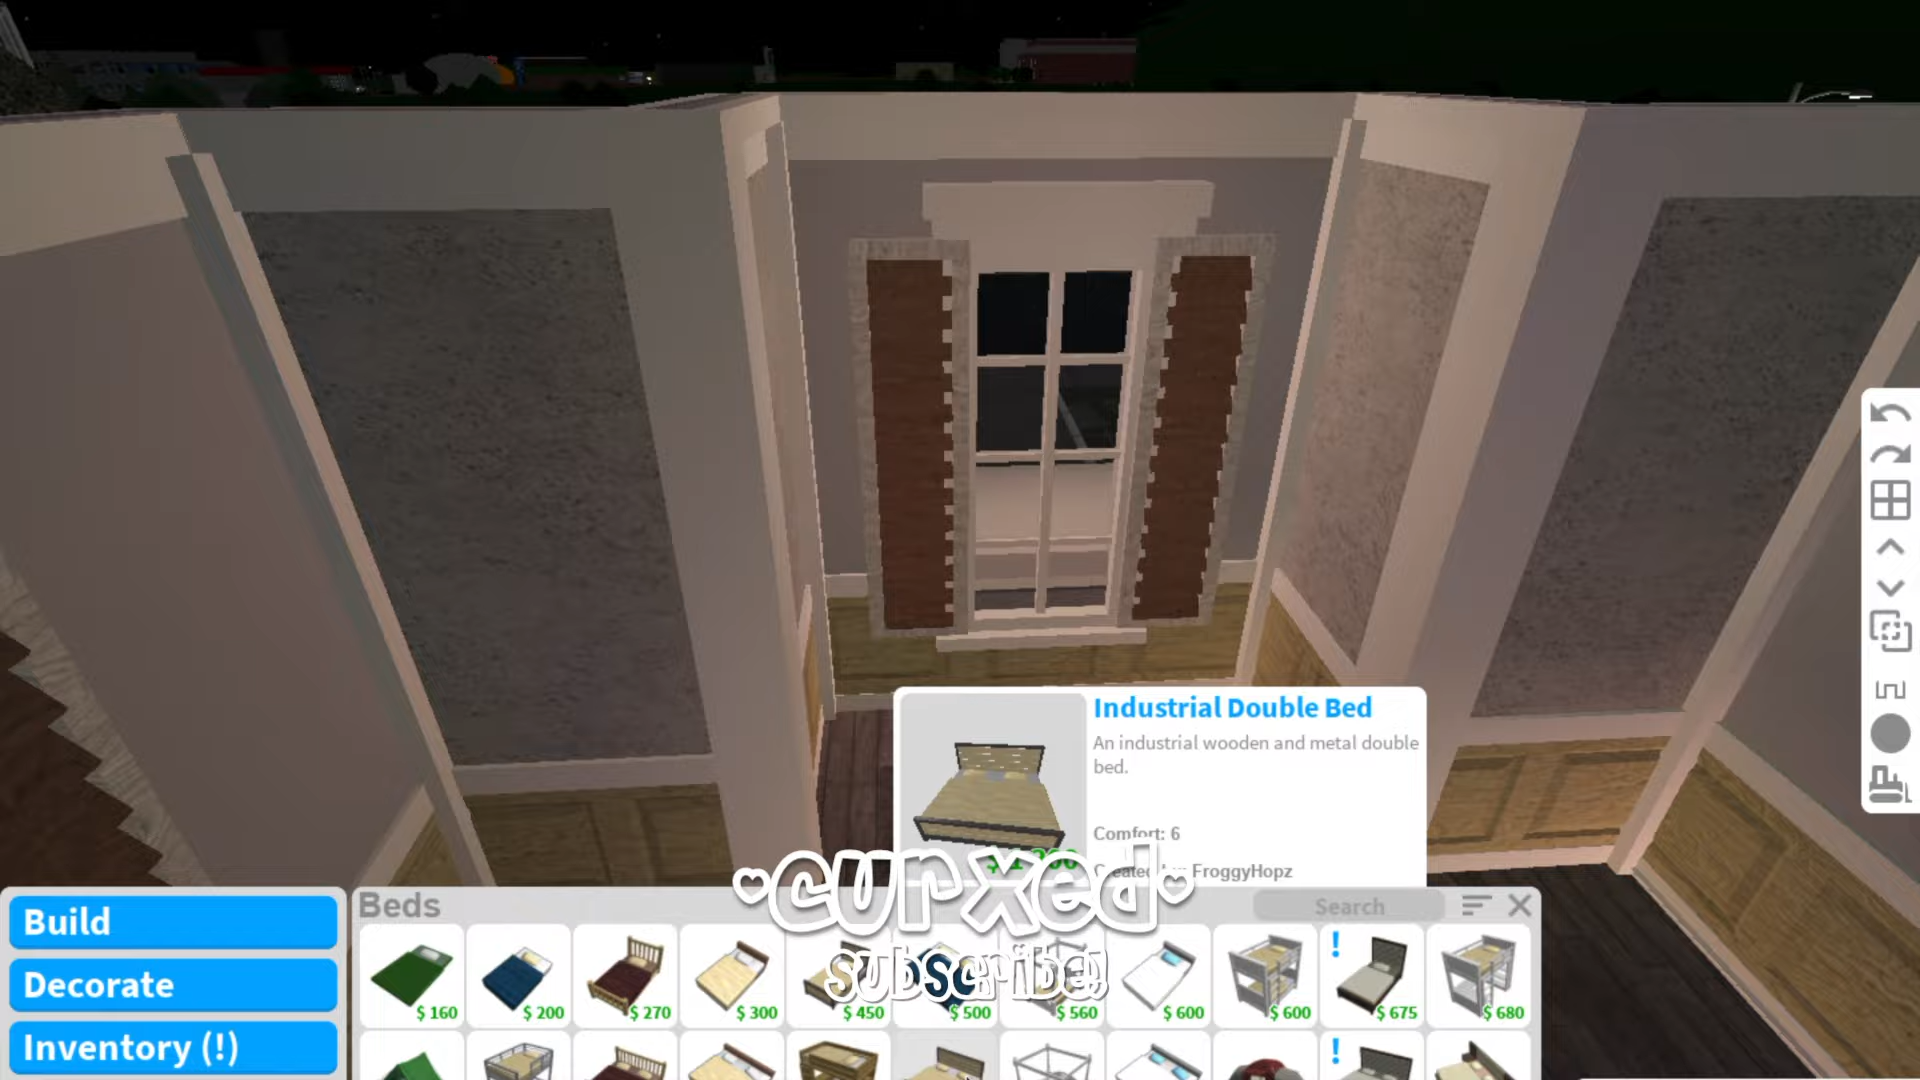 Industrial Double Bed
An industrial wooden and metal double
bed.
Comfort: 6
FroggyHopz
•curxed•
subscribe!
Build
Decorate
Inventory (!)
Beds
Search
$ 160
$ 200
$ 270
$ 300
$ 450
$ 500
$ 560
$ 600
$ 600
!
$ 675
$ 680
!